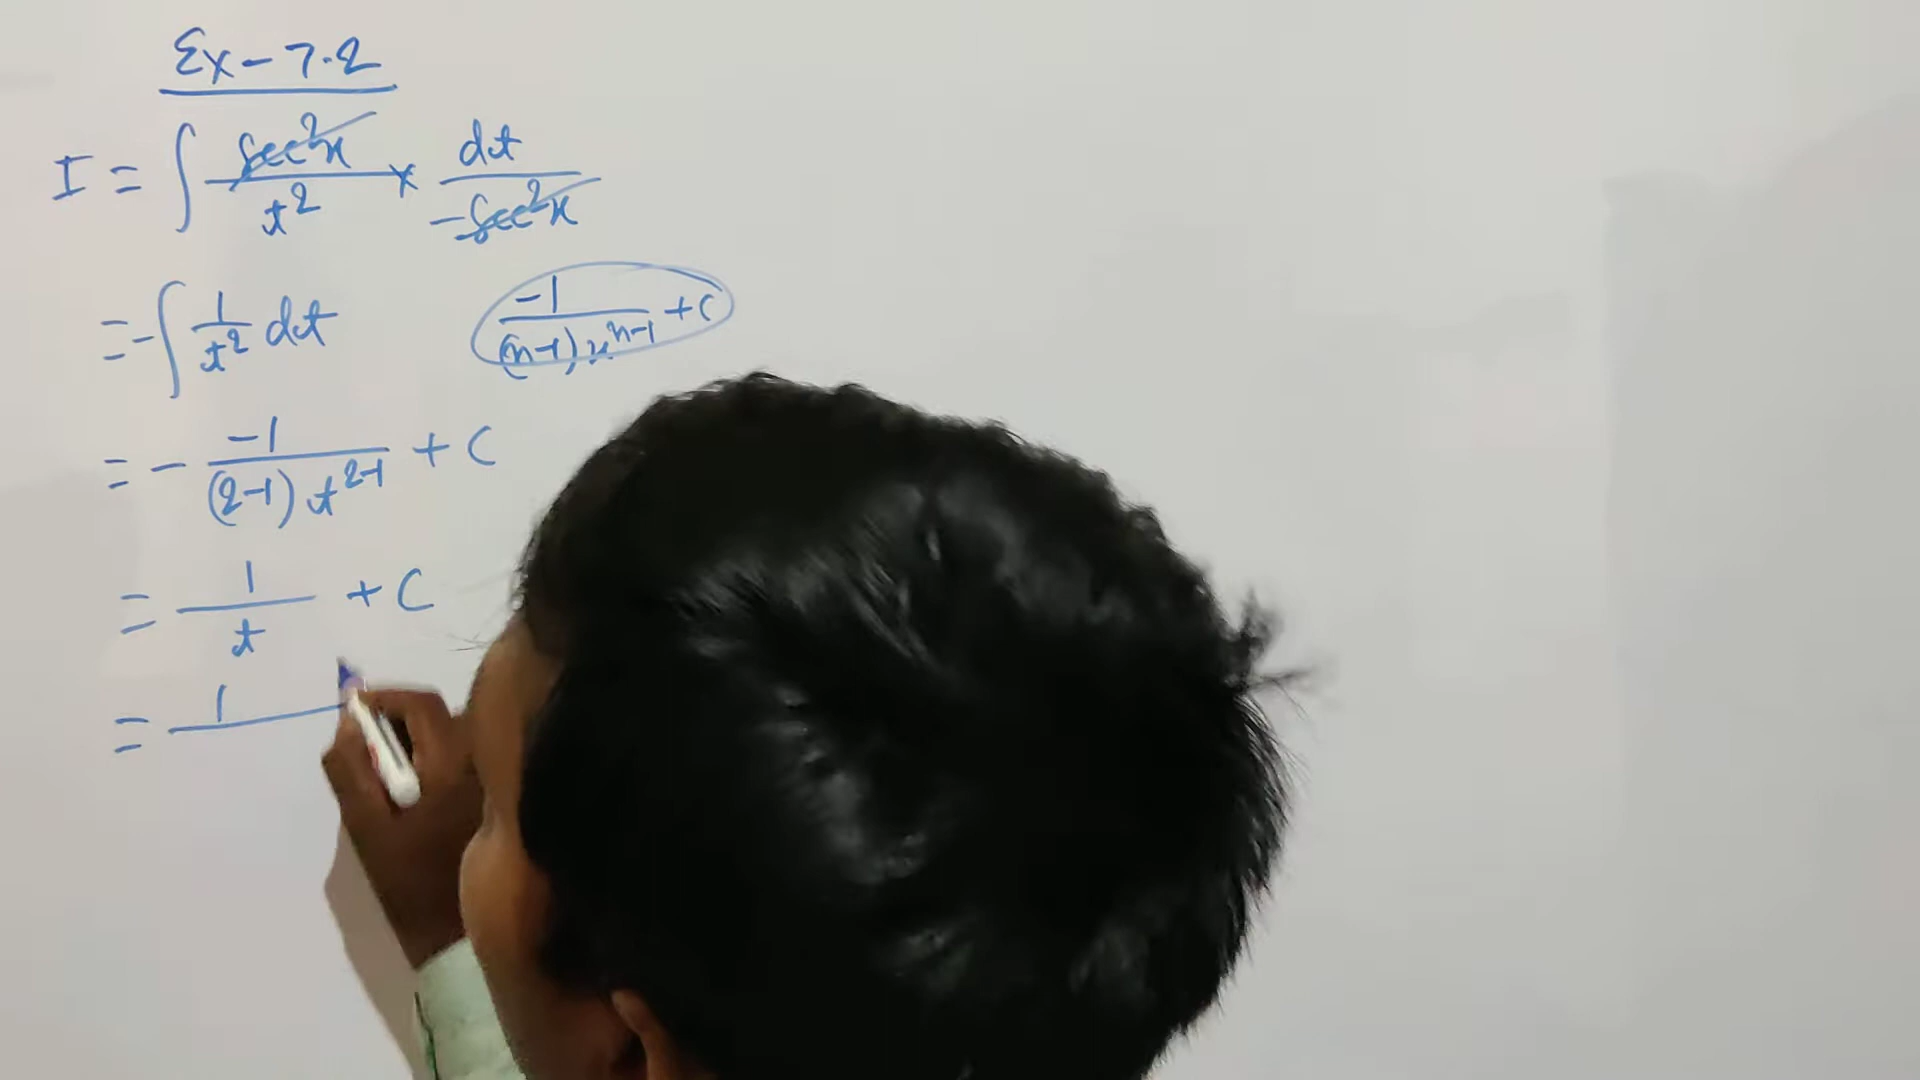 Ex - 7.2
I = ∫ sec²x / t² × dt / -sec²x
= -∫ 1/t² dt
-1 / (n-1)x^(n-1) + C
= - -1 / (2-1) t^(2-1) + C
= 1 / t + C
= 1